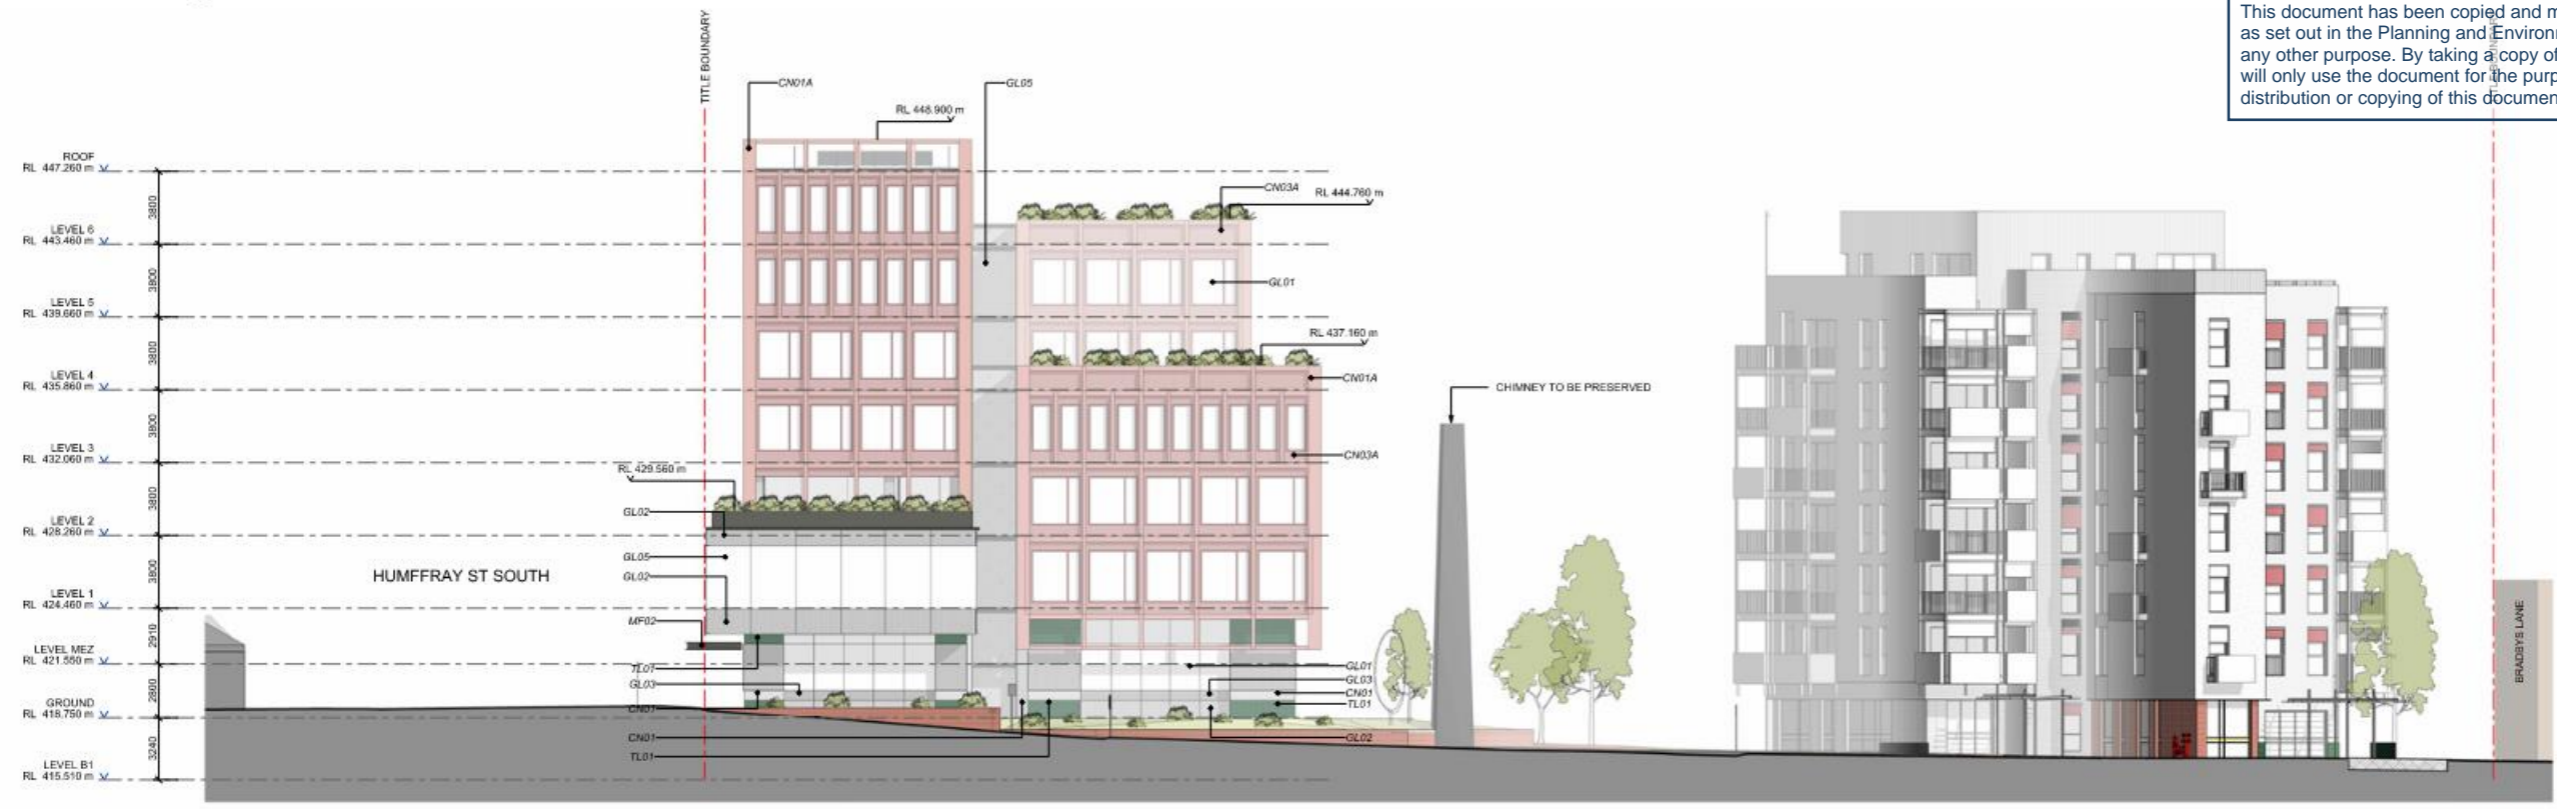 This document has been copied and m
as set out in the Planning and Environ
any other purpose. By taking a copy of
will only use the document for the purp
distribution or copying of this documen
TITLE BOUNDARY
CN01A
GL05
RL 448.900 m
CN03A
RL 444.760 m
GL01
RL 437.160 m
CN01A
CHIMNEY TO BE PRESERVED
CN03A
ROOF
RL 447.260 m
3800
LEVEL 6
RL 443.460 m
3800
LEVEL 5
RL 439.660 m
3800
LEVEL 4
RL 435.860 m
3800
LEVEL 3
RL 432.060 m
3800
LEVEL 2
RL 428.260 m
3800
LEVEL 1
RL 424.460 m
2910
LEVEL MEZ
RL 421.550 m
2800
GROUND
RL 418.750 m
3240
LEVEL B1
RL 415.510 m
HUMFFRAY ST SOUTH
RL 429.560 m
GL02
GL05
GL02
MF02
TL01
GL03
CN01
CN01
TL01
GL01
GL03
CN01
TL01
GL02
BRADBYS LANE